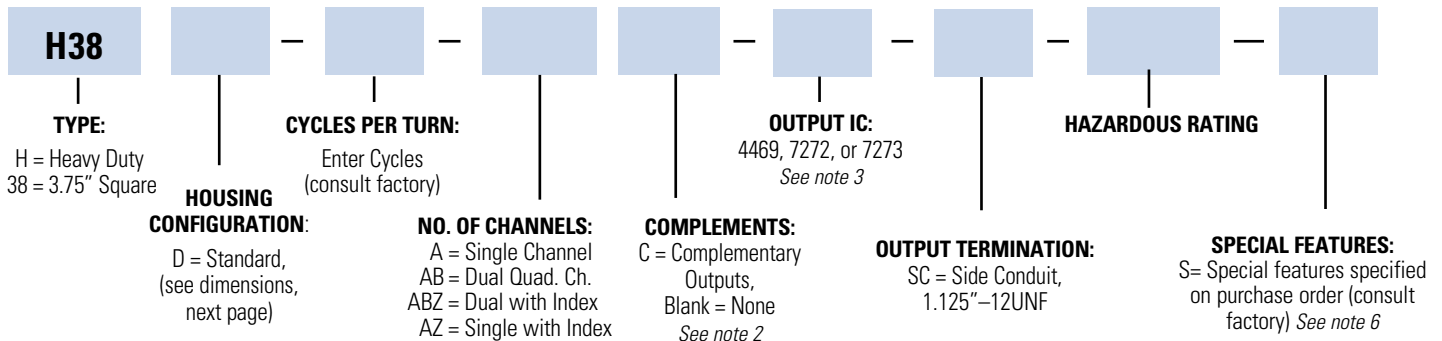 H38
TYPE:
H = Heavy Duty
38 = 3.75" Square
HOUSING
CONFIGURATION:
D = Standard,
(see dimensions,
next page)
CYCLES PER TURN:
Enter Cycles
(consult factory)
NO. OF CHANNELS:
A = Single Channel
AB = Dual Quad. Ch.
ABZ = Dual with Index
AZ = Single with Index
COMPLEMENTS:
C = Complementary
Outputs,
Blank = None
See note 2
OUTPUT IC:
4469, 7272, or 7273
See note 3
OUTPUT TERMINATION:
SC = Side Conduit,
1.125"–12UNF
HAZARDOUS RATING
SPECIAL FEATURES:
S= Special features specified
on purchase order (consult
factory) See note 6